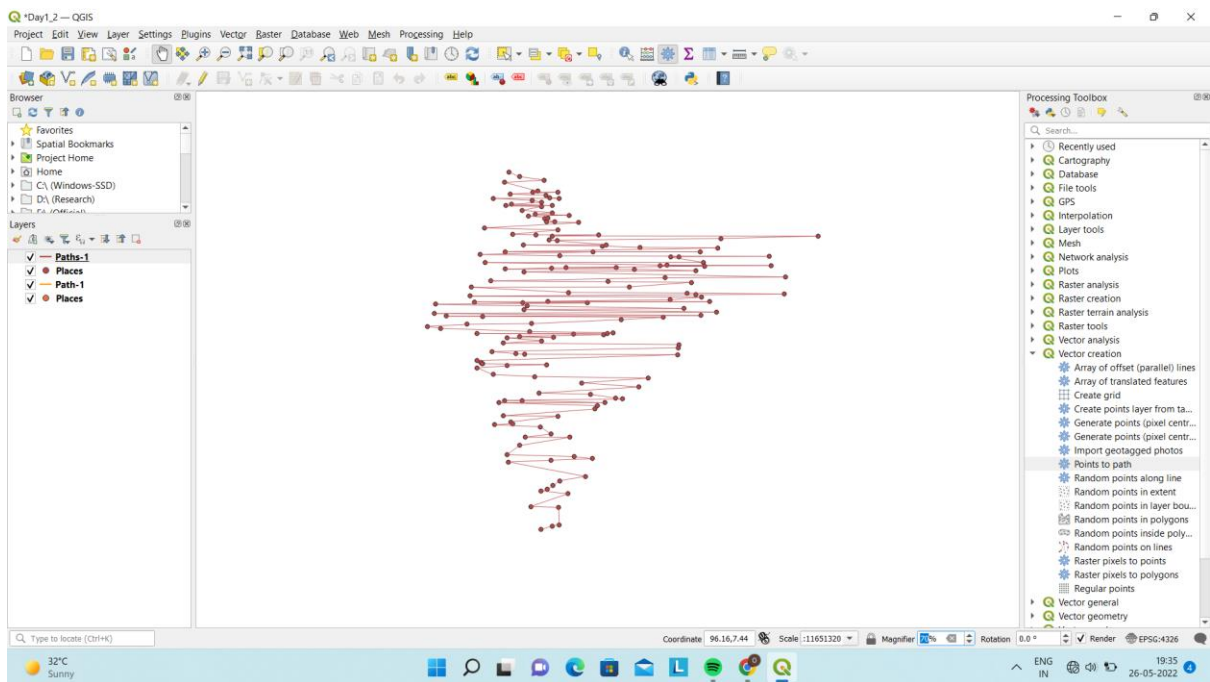 *Day1_2 — QGIS
Project Edit View Layer Settings Plugins Vector Raster Database Web Mesh Processing Help
Browser
Favorites
Spatial Bookmarks
Project Home
Home
C:\ (Windows-SSD)
D:\ (Research)
E:\ (Official)
Layers
Paths-1
Places
Path-1
Places
Processing Toolbox
Search...
Recently used
Cartography
Database
File tools
GPS
Interpolation
Layer tools
Mesh
Network analysis
Plots
Raster analysis
Raster creation
Raster terrain analysis
Raster tools
Vector analysis
Vector creation
Array of offset (parallel) lines
Array of translated features
Create grid
Create points layer from ta...
Generate points (pixel centr...
Generate points (pixel centr...
Import geotagged photos
Points to path
Random points along line
Random points in extent
Random points in layer bou...
Random points in polygons
Random points inside poly...
Random points on lines
Raster pixels to points
Raster pixels to polygons
Regular points
Vector general
Vector geometry
Type to locate (Ctrl+K)
Coordinate 96.16,7.44 Scale :11651320 Magnifier % Rotation 0.0 ° Render EPSG:4326
32°C
Sunny
ENG
IN
19:35
26-05-2022
4